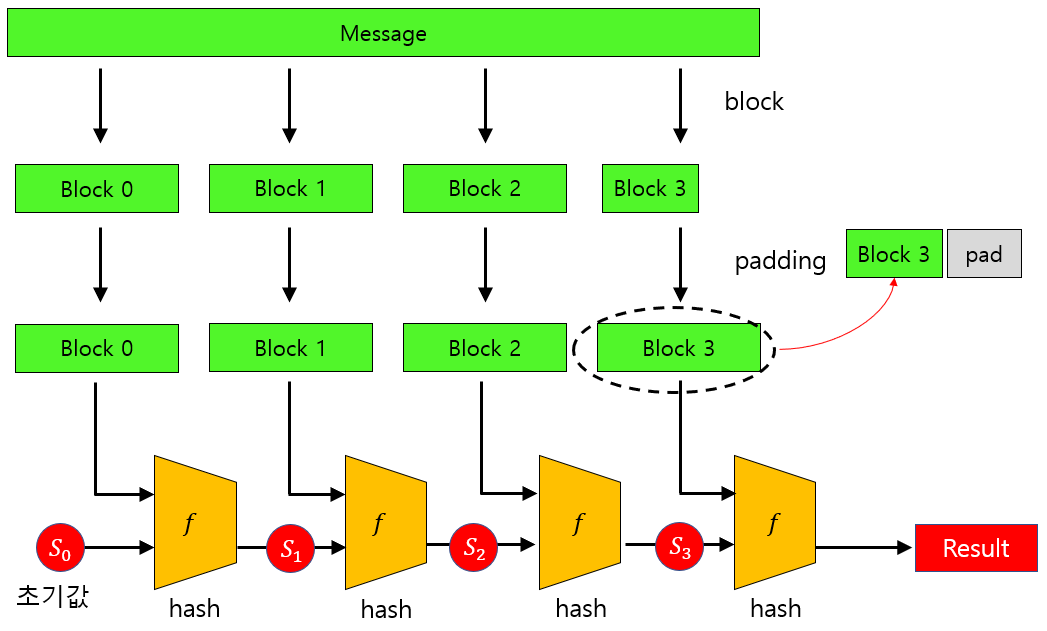 Message
block
Block 0
Block 1
Block 2
Block 3
padding
Block 3
pad
Block 0
Block 1
Block 2
Block 3
f
f
f
f
S₀
S₁
S₂
S₃
Result
초기값
hash
hash
hash
hash